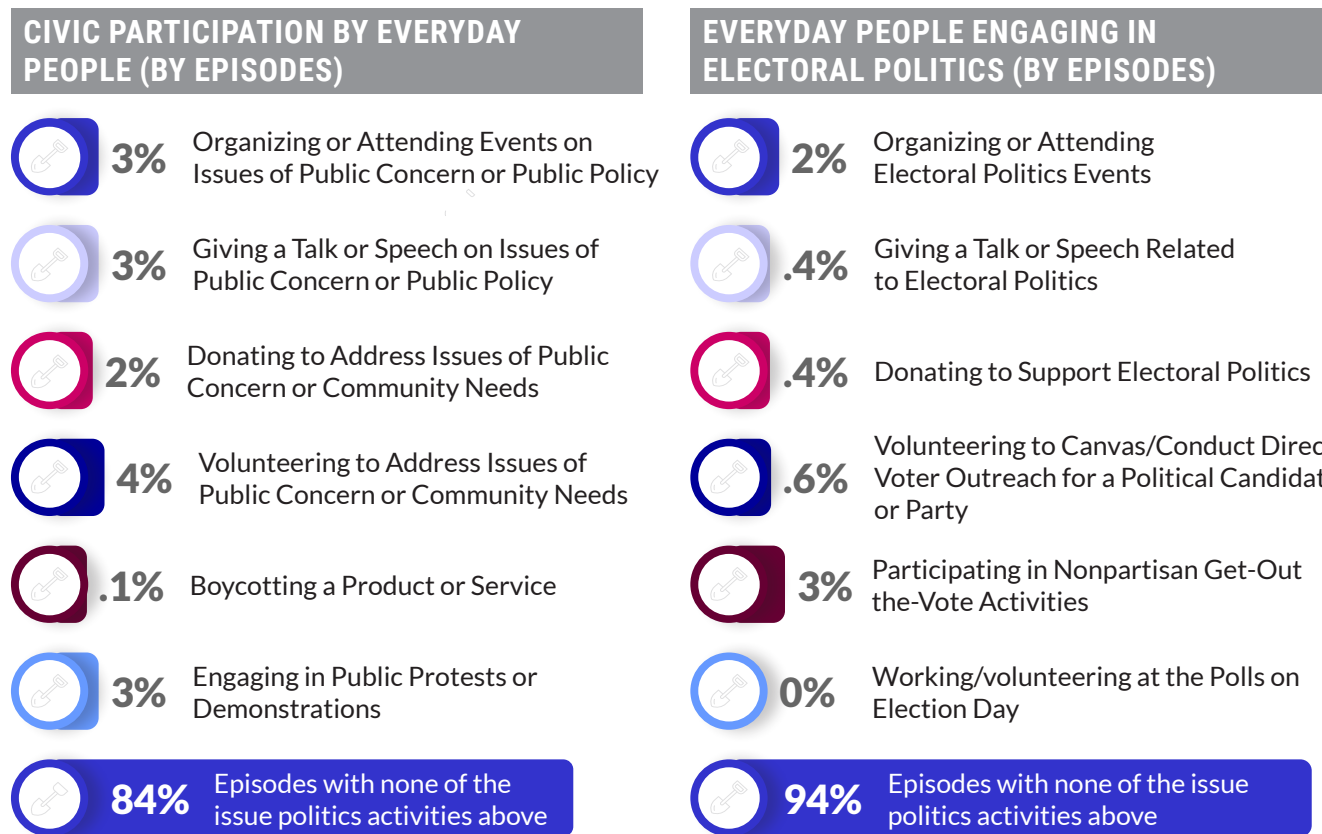 CIVIC PARTICIPATION BY EVERYDAY
PEOPLE (BY EPISODES)
3%
Organizing or Attending Events on
Issues of Public Concern or Public Policy
3%
Giving a Talk or Speech on Issues of
Public Concern or Public Policy
2%
Donating to Address Issues of Public
Concern or Community Needs
4%
Volunteering to Address Issues of
Public Concern or Community Needs
.1%
Boycotting a Product or Service
3%
Engaging in Public Protests or
Demonstrations
84%
Episodes with none of the
issue politics activities above
EVERYDAY PEOPLE ENGAGING IN
ELECTORAL POLITICS (BY EPISODES)
2%
Organizing or Attending
Electoral Politics Events
.4%
Giving a Talk or Speech Related
to Electoral Politics
.4%
Donating to Support Electoral Politics
.6%
Volunteering to Canvas/Conduct Direc
Voter Outreach for a Political Candidat
or Party
3%
Participating in Nonpartisan Get-Out
the-Vote Activities
0%
Working/volunteering at the Polls on
Election Day
94%
Episodes with none of the issue
politics activities above